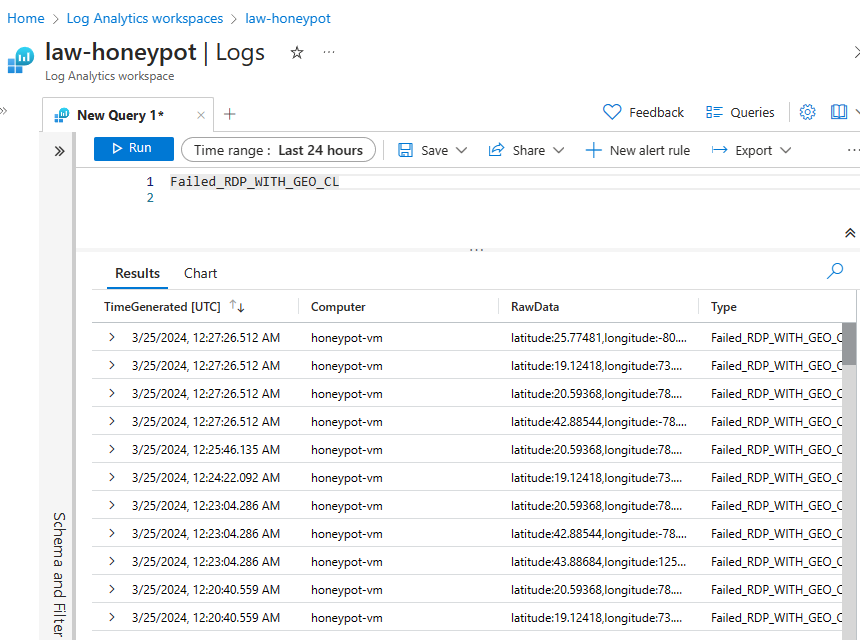 Home > Log Analytics workspaces > law-honeypot
law-honeypot | Logs ☆ ···
Log Analytics workspace
New Query 1* × +
Feedback Queries
Run Time range : Last 24 hours Save Share New alert rule Export ···
1 Failed_RDP_WITH_GEO_CL
2
Results Chart
TimeGenerated [UTC] ↑↓ Computer RawData Type
3/25/2024, 12:27:26.512 AM honeypot-vm latitude:25.77481,longitude:-80.... Failed_RDP_WITH_GEO_C
3/25/2024, 12:27:26.512 AM honeypot-vm latitude:19.12418,longitude:73.... Failed_RDP_WITH_GEO_C
3/25/2024, 12:27:26.512 AM honeypot-vm latitude:20.59368,longitude:78.... Failed_RDP_WITH_GEO_C
3/25/2024, 12:27:26.512 AM honeypot-vm latitude:42.88544,longitude:-78.... Failed_RDP_WITH_GEO_C
3/25/2024, 12:25:46.135 AM honeypot-vm latitude:20.59368,longitude:78.... Failed_RDP_WITH_GEO_C
3/25/2024, 12:24:22.092 AM honeypot-vm latitude:19.12418,longitude:73.... Failed_RDP_WITH_GEO_C
3/25/2024, 12:23:04.286 AM honeypot-vm latitude:20.59368,longitude:78.... Failed_RDP_WITH_GEO_C
3/25/2024, 12:23:04.286 AM honeypot-vm latitude:42.88544,longitude:-78.... Failed_RDP_WITH_GEO_C
3/25/2024, 12:23:04.286 AM honeypot-vm latitude:43.88684,longitude:125... Failed_RDP_WITH_GEO_C
3/25/2024, 12:20:40.559 AM honeypot-vm latitude:20.59368,longitude:78.... Failed_RDP_WITH_GEO_C
3/25/2024, 12:20:40.559 AM honeypot-vm latitude:19.12418,longitude:73.... Failed_RDP_WITH_GEO_C
Schema and Filter